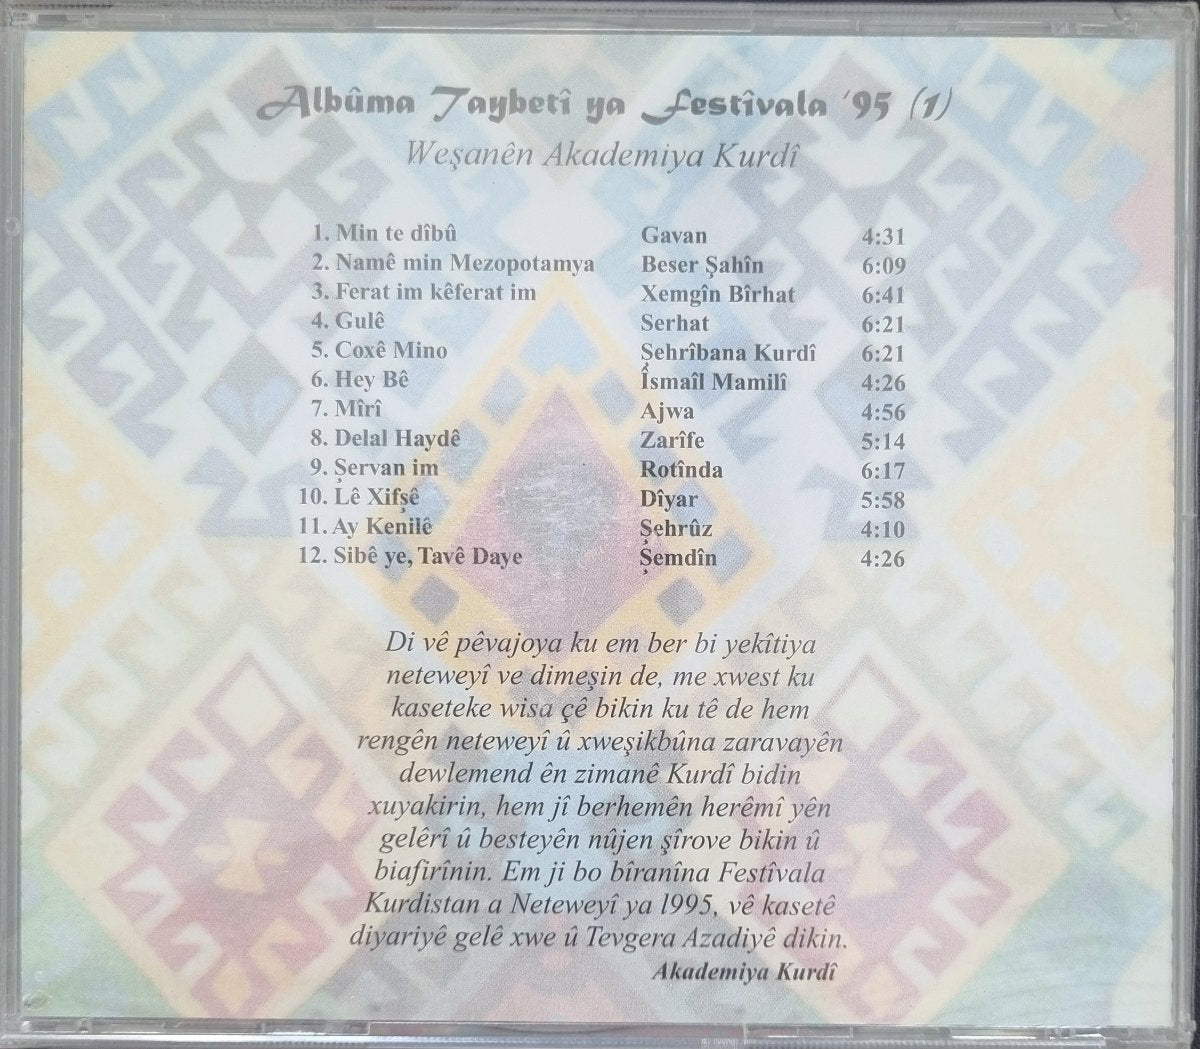 Albûma Taybetî ya Festîvala '95 (1)
Weşanên Akademiya Kurdî
1. Min te dîbû Gavan 4:31
2. Namê min Mezopotamya Beser Şahîn 6:09
3. Ferat im kêferat im Xemgîn Bîrhat 6:41
4. Gulê Serhat 6:21
5. Coxê Mino Şehrîbana Kurdî 6:21
6. Hey Bê Îsmaîl Mamilî 4:26
7. Mîrî Ajwa 4:56
8. Delal Haydê Zarîfe 5:14
9. Şervan im Rotînda 6:17
10. Lê Xifşê Dîyar 5:58
11. Ay Kenilê Şehrûz 4:10
12. Sibê ye, Tavê Daye Şemdîn 4:26
Di vê pêvajoya ku em ber bi yekîtiya
neteweyî ve dimeşin de, me xwest ku
kaseteke wisa çê bikin ku tê de hem
rengên neteweyî û xweşikbûna zaravayên
dewlemend ên zimanê Kurdî bidin
xuyakirin, hem jî berhemên herêmî yên
gelêrî û besteyên nûjen şîrove bikin û
biafirînin. Em ji bo bîranîna Festîvala
Kurdistan a Neteweyî ya 1995, vê kasetê
diyariyê gelê xwe û Tevgera Azadiyê dikin.
Akademiya Kurdî